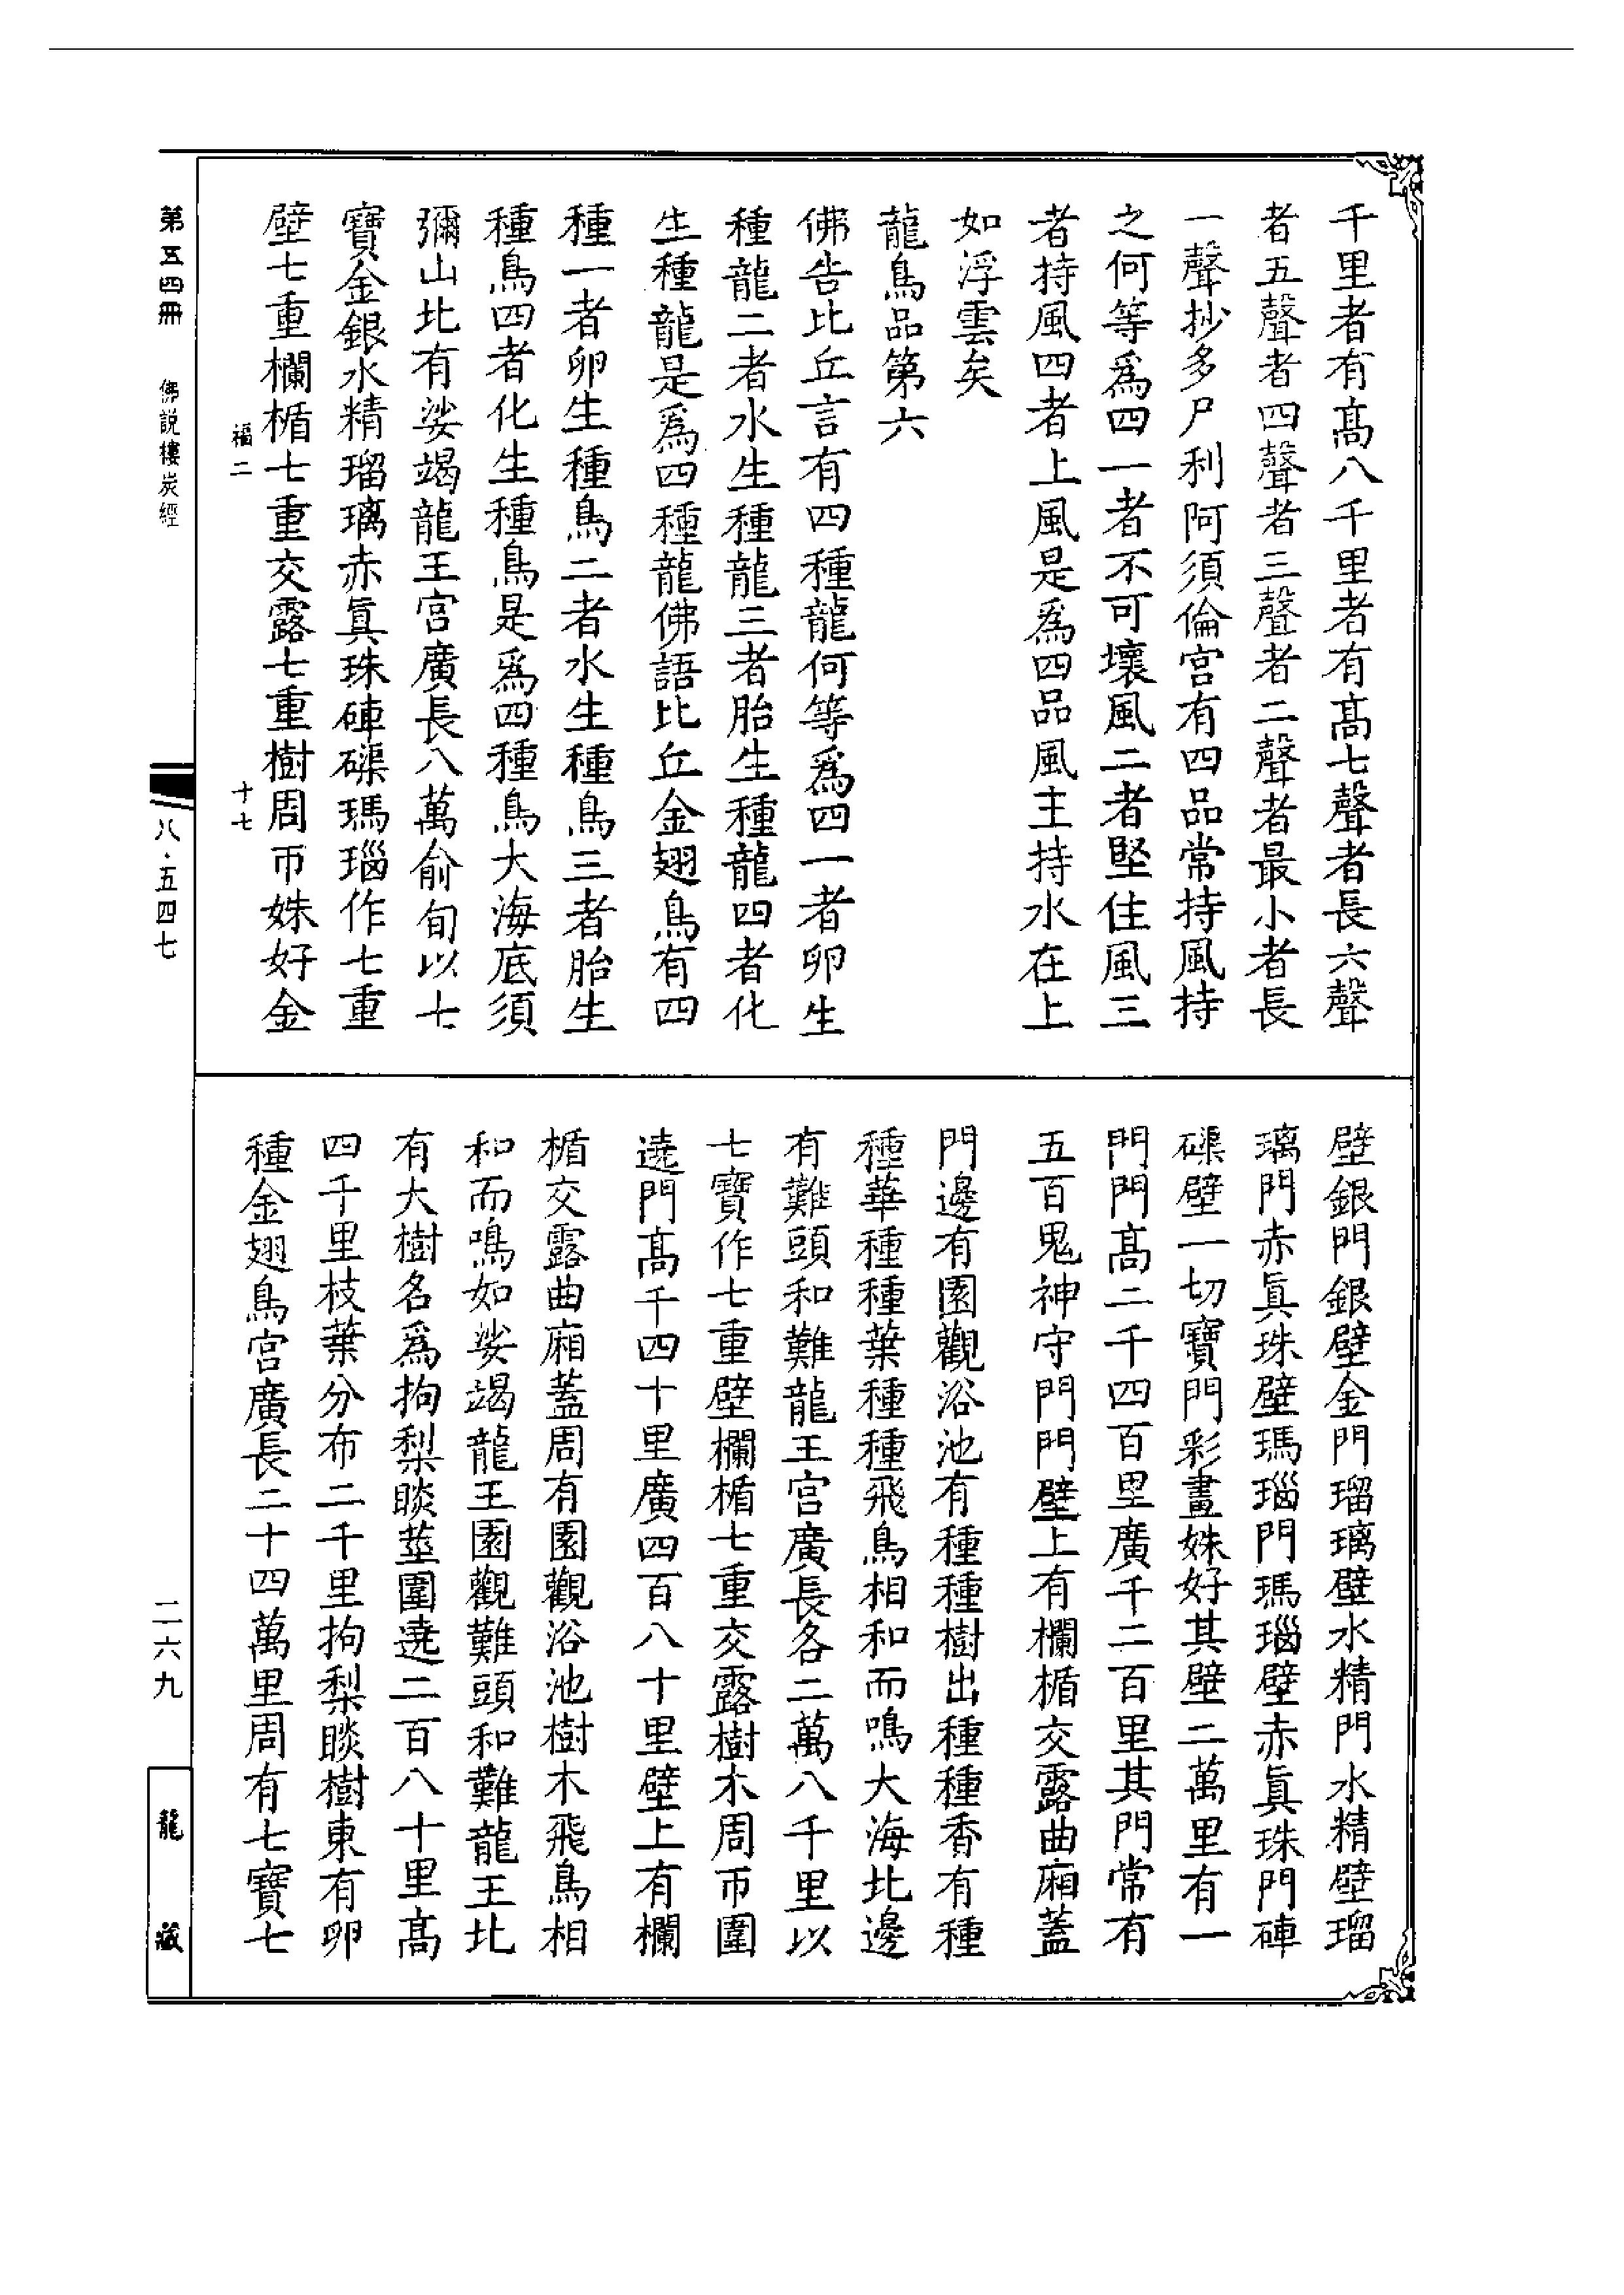 千里者有髙八千里者有髙七聲者長六聲
者五聲者四聲者三聲者二聲者最小者長
一聲抄多尸利阿須倫宫有四品常持風持
之何等爲四一者不可壞風二者堅住風三
者持風四者上風是爲四品風主持水在上
如浮雲矣
龍鳥品第六
佛告比丘言有四種龍何等爲四一者卵生
種龍二者水生種龍三者胎生種龍四者化
生種龍是爲四種龍佛語比丘金翅鳥有四
種一者卵生種鳥二者水生種鳥三者胎生
種鳥四者化生種鳥是爲四種鳥大海底須
彌山北有娑竭龍王宫廣長八萬俞旬以七
寶金銀水精瑠璃赤眞珠硨磲瑪瑙作七重
壁七重欄楯七重交露七重樹周帀姝好金
福二 十七
壁銀門銀壁金門瑠璃壁水精門水精壁瑠
璃門赤眞珠壁瑪瑙門瑪瑙壁赤眞珠門硨
磲壁一切寶門彩畫姝好其壁二萬里有一
門門髙二千四百里廣千二百里其門常有
五百鬼神守門門壁上有欄楯交露曲廂蓋
門邊有園觀浴池有種種樹出種種香有種
種華種種葉種種飛鳥相和而鳴大海北邊
有難頭和難龍王宫廣長各二萬八千里以
七寶作七重壁欄楯七重交露樹木周帀圍
遶門髙千四十里廣四百八十里壁上有欄
楯交露曲廂蓋周有園觀浴池樹木飛鳥相
和而鳴如娑竭龍王園觀難頭和難龍王北
有大樹名爲拘梨睒莖圍遶二百八十里髙
四千里枝葉分布二千里拘梨睒樹東有卵
種金翅鳥宫廣長二十四萬里周有七寶七
第五四冊 佛説樓炭經
八·五四七
二六九
龍藏